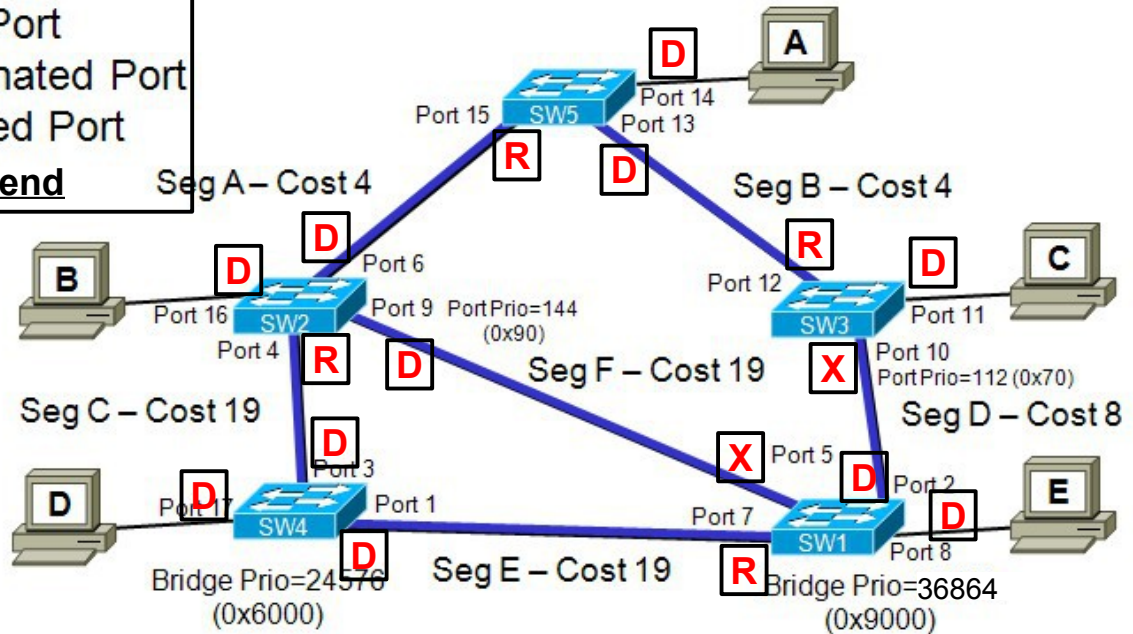 Port
nated Port
ed Port
end
A
D
Port 14
SW5
Port 15
Port 13
R
D
Seg A – Cost 4
Seg B – Cost 4
D
R
C
D
B
D
Port 6
Port 12
Port 16
SW2
Port 9
Port Prio=144
(0x90)
SW3
Port 11
Port 4
R
D
Seg F – Cost 19
X
Port 10
Port Prio=112 (0x70)
Seg C – Cost 19
Seg D – Cost 8
D
Port 3
X
Port 5
D
Port 2
E
D
D
Port 17
SW4
Port 1
Port 7
SW1
D
Port 8
D
Seg E – Cost 19
R
Bridge Prio=24576
(0x6000)
Bridge Prio=36864
(0x9000)